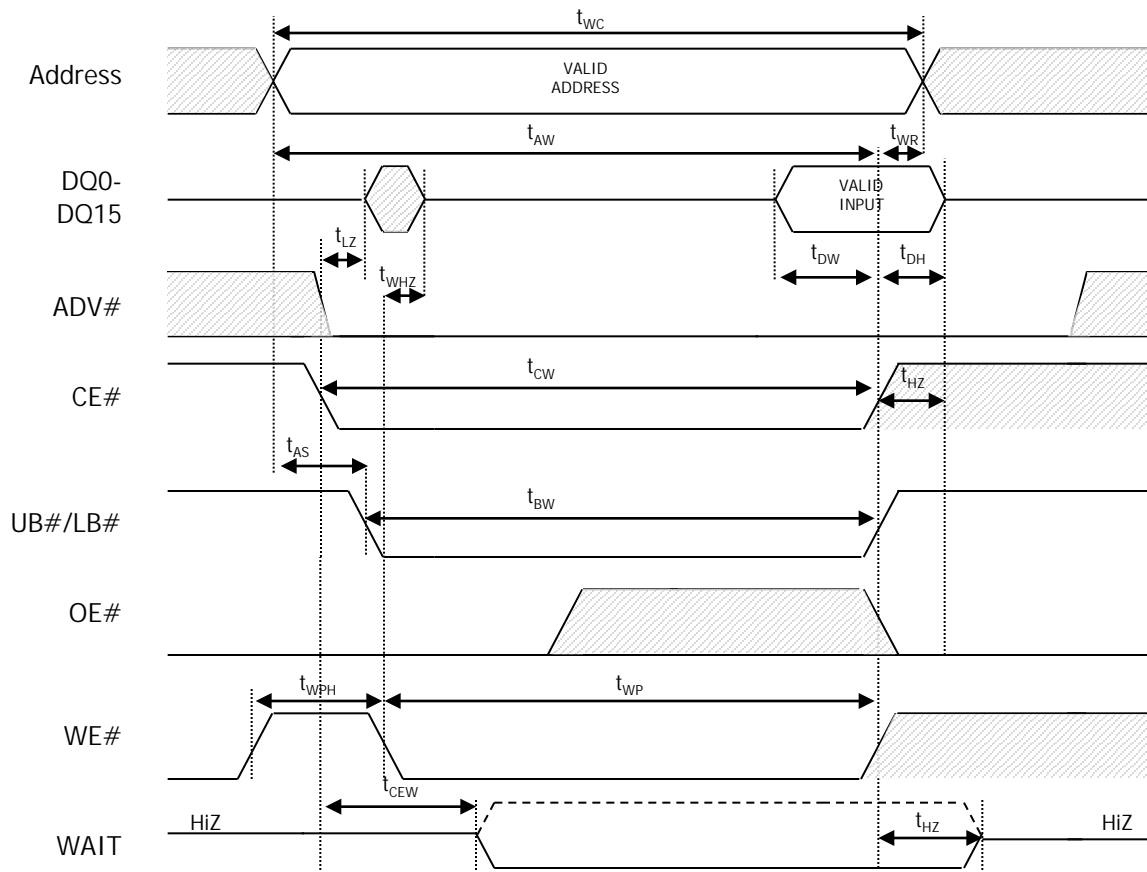 tWC
Address
VALID
ADDRESS
tAW
tWR
DQ0-
DQ15
VALID
INPUT
tLZ
tWHZ
tDW
tDH
ADV#
tCW
tHZ
CE#
tAS
tBW
UB#/LB#
OE#
tWPH
tWP
WE#
tCEW
HiZ
tHZ
HiZ
WAIT